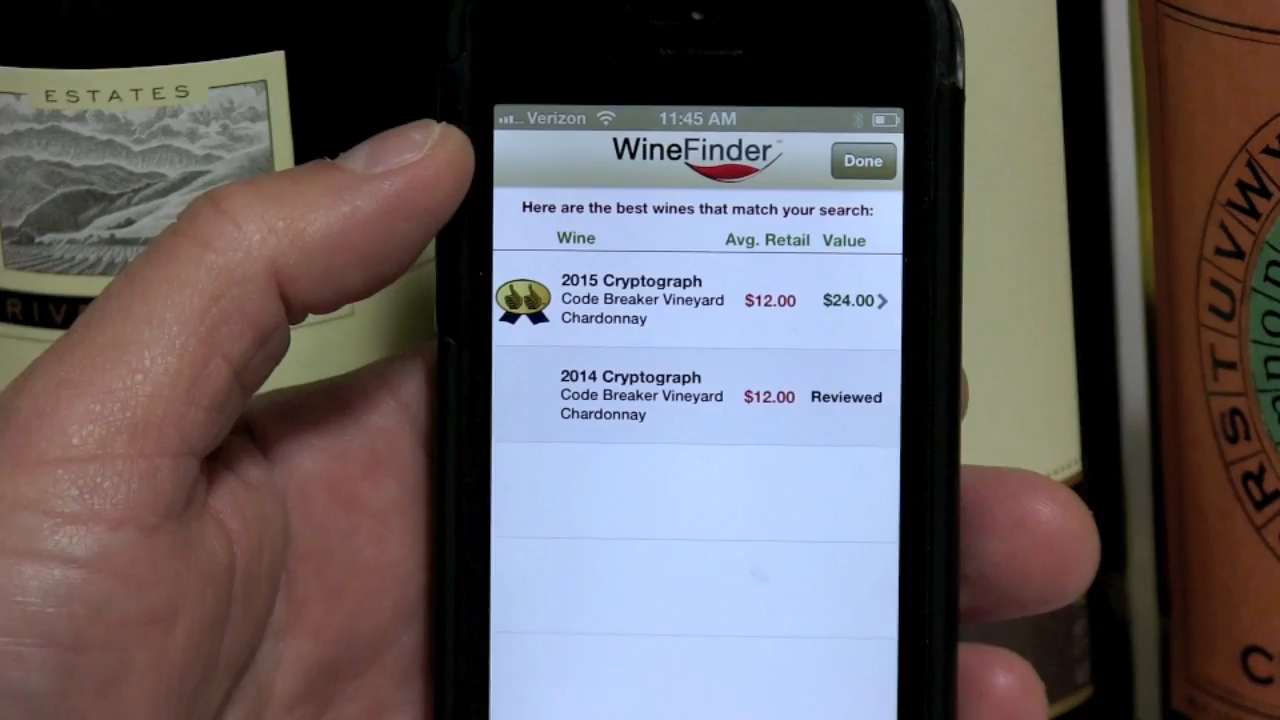 ESTATES
RIV
Verizon 11:45 AM
WineFinder
Done
Here are the best wines that match your search:
Wine Avg. Retail Value
2015 Cryptograph
Code Breaker Vineyard $12.00 $24.00
Chardonnay
2014 Cryptograph
Code Breaker Vineyard $12.00 Reviewed
Chardonnay
RSTUVW
C